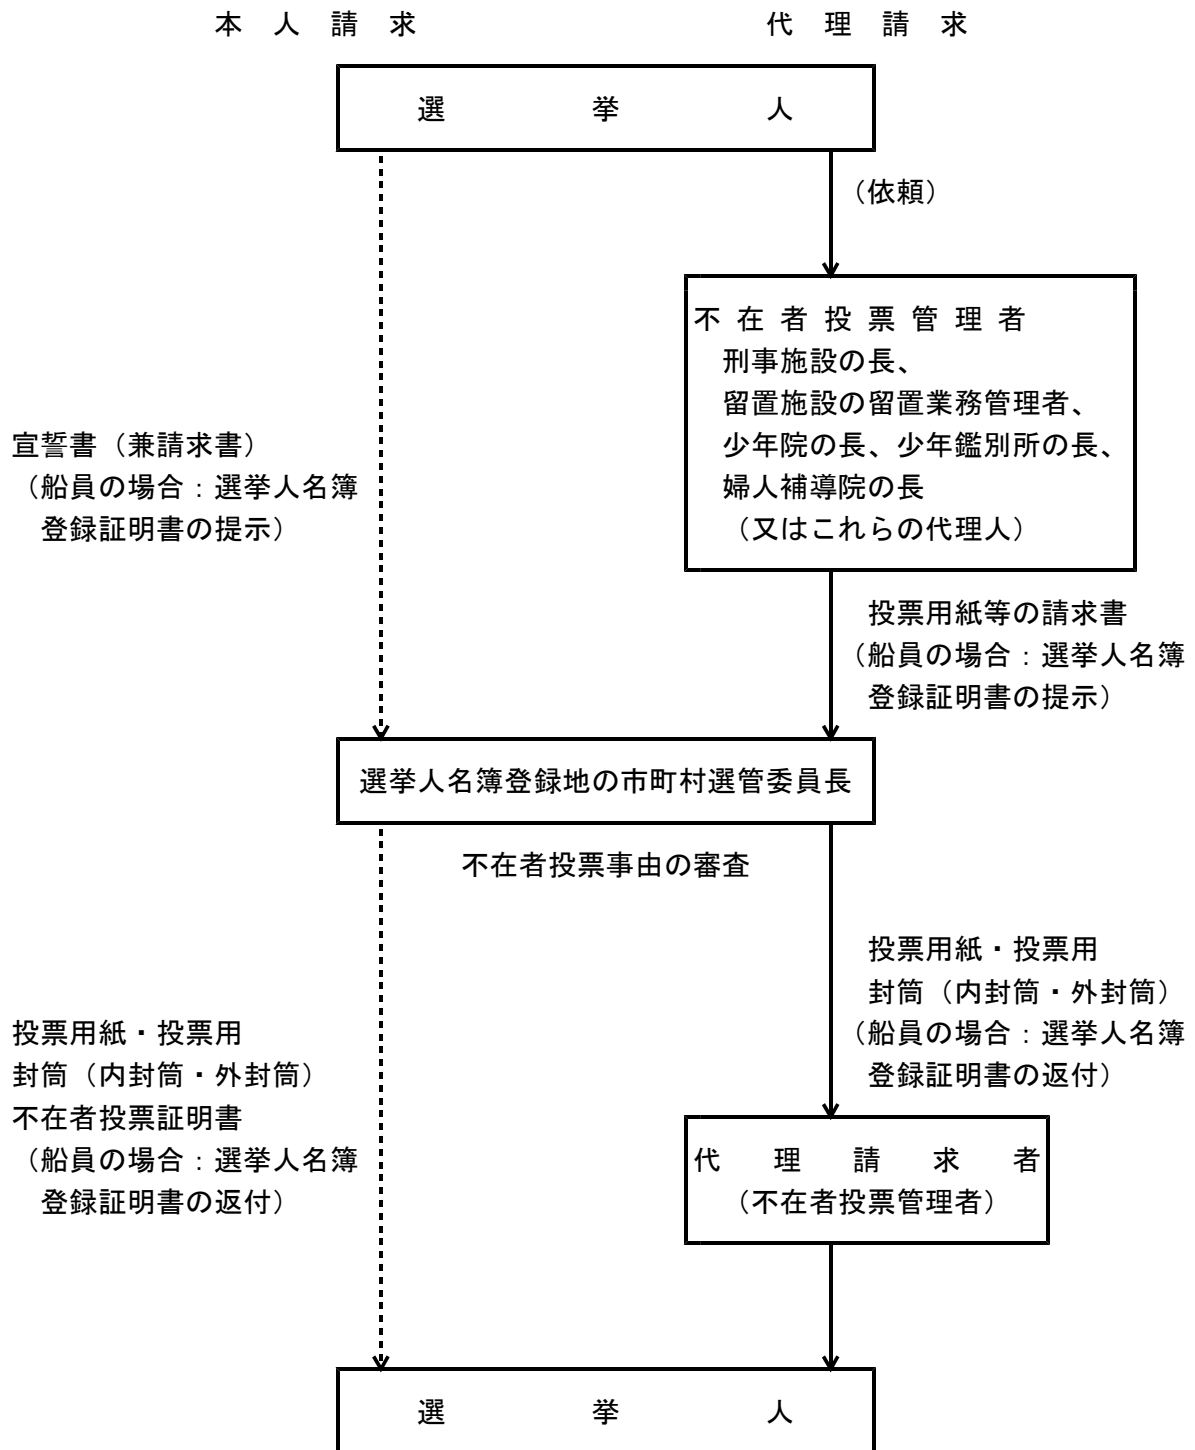 本人請求
代理請求
選挙人
（依頼）
不在者投票管理者
刑事施設の長、
留置施設の留置業務管理者、
少年院の長、少年鑑別所の長、
婦人補導院の長
（又はこれらの代理人）
宣誓書（兼請求書）
（船員の場合：選挙人名簿
登録証明書の提示）
投票用紙等の請求書
（船員の場合：選挙人名簿
登録証明書の提示）
選挙人名簿登録地の市町村選管委員長
不在者投票事由の審査
投票用紙・投票用
封筒（内封筒・外封筒）
（船員の場合：選挙人名簿
登録証明書の返付）
投票用紙・投票用
封筒（内封筒・外封筒）
不在者投票証明書
（船員の場合：選挙人名簿
登録証明書の返付）
代理請求者
（不在者投票管理者）
選挙人